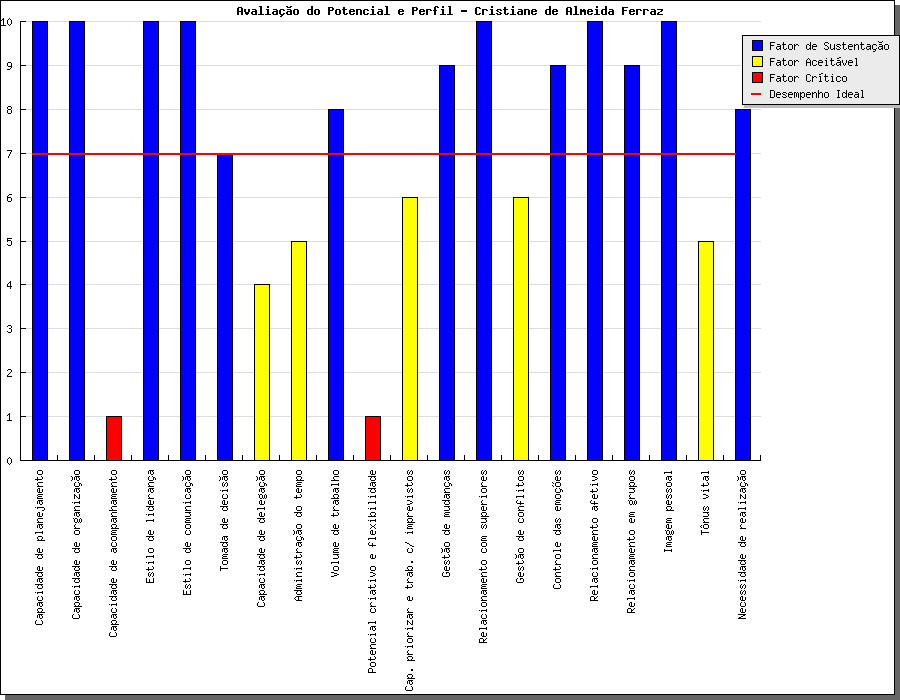 Avaliação do Potencial e Perfil - Cristiane de Almeida Ferraz
Fator de Sustentação
Fator Aceitável
Fator Crítico
Desempenho Ideal
10
9
8
7
6
5
4
3
2
1
0
Capacidade de planejamento
Capacidade de organização
Capacidade de acompanhamento
Estilo de liderança
Estilo de comunicação
Tomada de decisão
Capacidade de delegação
Administração do tempo
Volume de trabalho
Potencial criativo e flexibilidade
Cap. priorizar e trab. c/ imprevistos
Gestão de mudanças
Relacionamento com superiores
Gestão de conflitos
Controle das emoções
Relacionamento afetivo
Relacionamento em grupos
Imagem pessoal
Tônus vital
Necessidade de realização